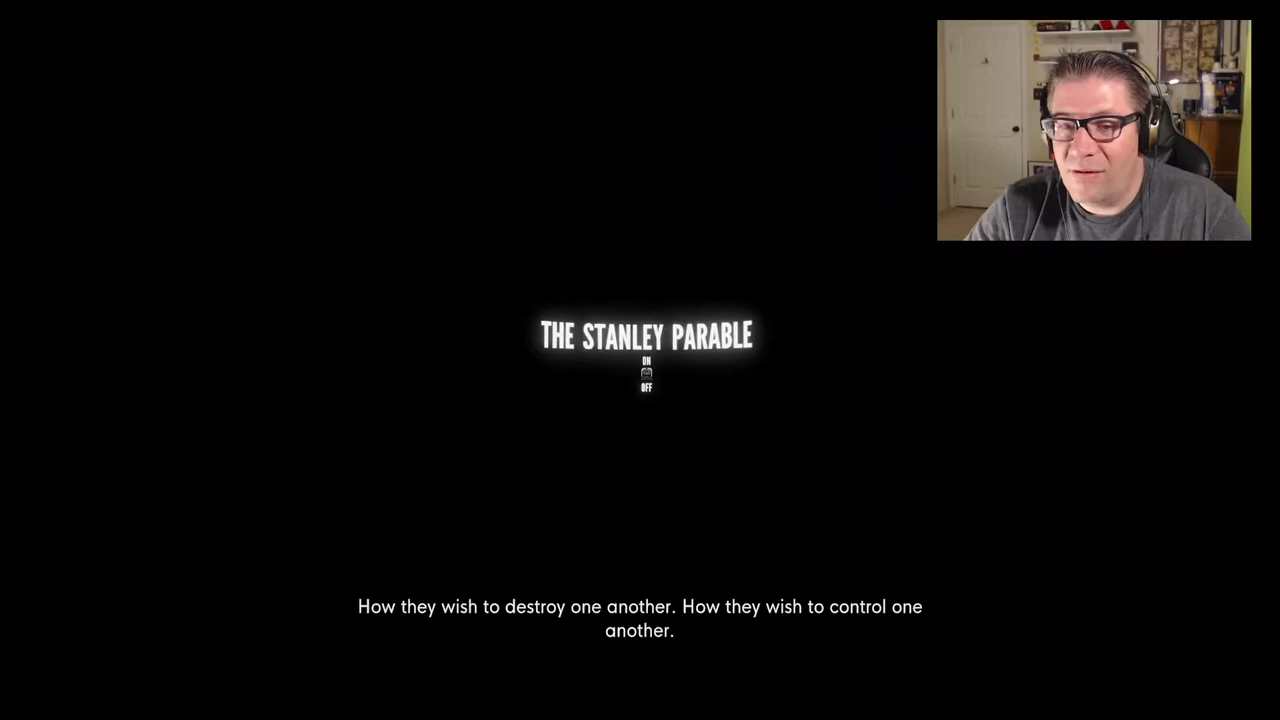 THE STANLEY PARABLE
ON
OFF
How they wish to destroy one another. How they wish to control one
another.